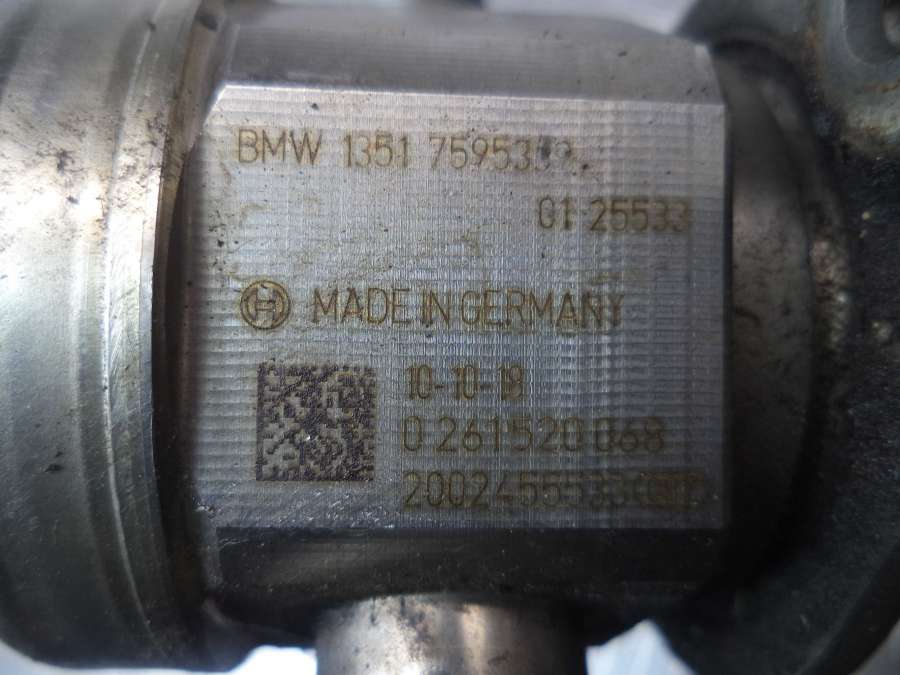 BMW 1351
01 25533
MADE IN GERMANY
10-10-18
0 261 520 068